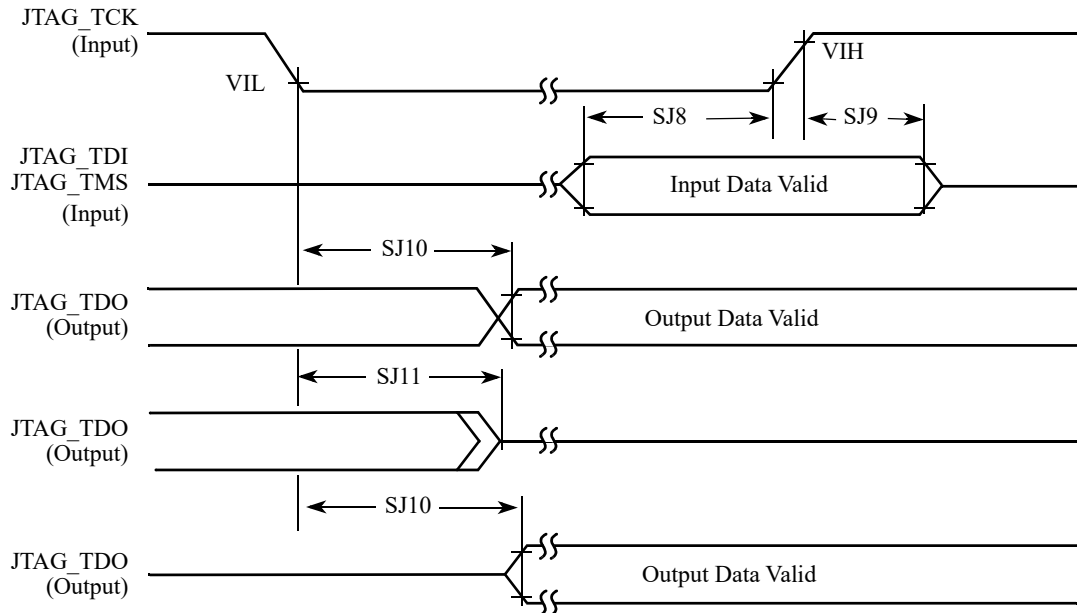 JTAG_TCK
(Input)
VIL
VIH
SJ8
SJ9
JTAG_TDI
JTAG_TMS
(Input)
Input Data Valid
SJ10
JTAG_TDO
(Output)
Output Data Valid
SJ11
JTAG_TDO
(Output)
SJ10
JTAG_TDO
(Output)
Output Data Valid